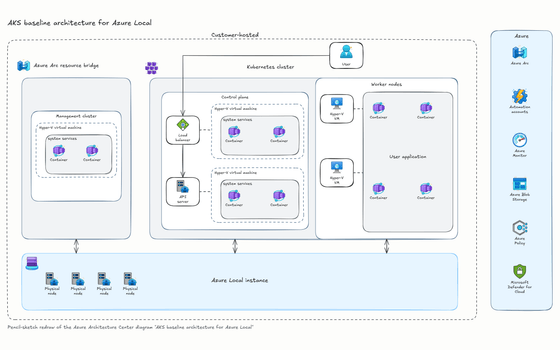 AKS baseline architecture for Azure Local
Customer-hosted
Azure
Azure Arc resource bridge
Kubernetes cluster
User
Azure Arc
Worker nodes
Management cluster
Hyper-V virtual machine
System services
Container
Container
Control plane
Hyper-V virtual machine
System services
Container
Container
Load
balancer
Hyper-V virtual machine
System services
Container
Container
API
server
Hyper-V
VM
Container
Container
User application
Hyper-V
VM
Container
Container
Automation
accounts
Azure
Monitor
Azure Blob
Storage
Azure
Policy
Microsoft
Defender for
Cloud
Physical
node
Physical
node
Physical
node
Physical
node
Azure Local instance
Pencil-sketch redraw of the Azure Architecture Center diagram "AKS baseline architecture for Azure Local"